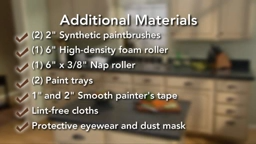 Additional Materials
(2) 2" Synthetic paintbrushes
(1) 6" High-density foam roller
(1) 6" x 3/8" Nap roller
(2) Paint trays
1" and 2" Smooth painter's tape
Lint-free cloths
Protective eyewear and dust mask